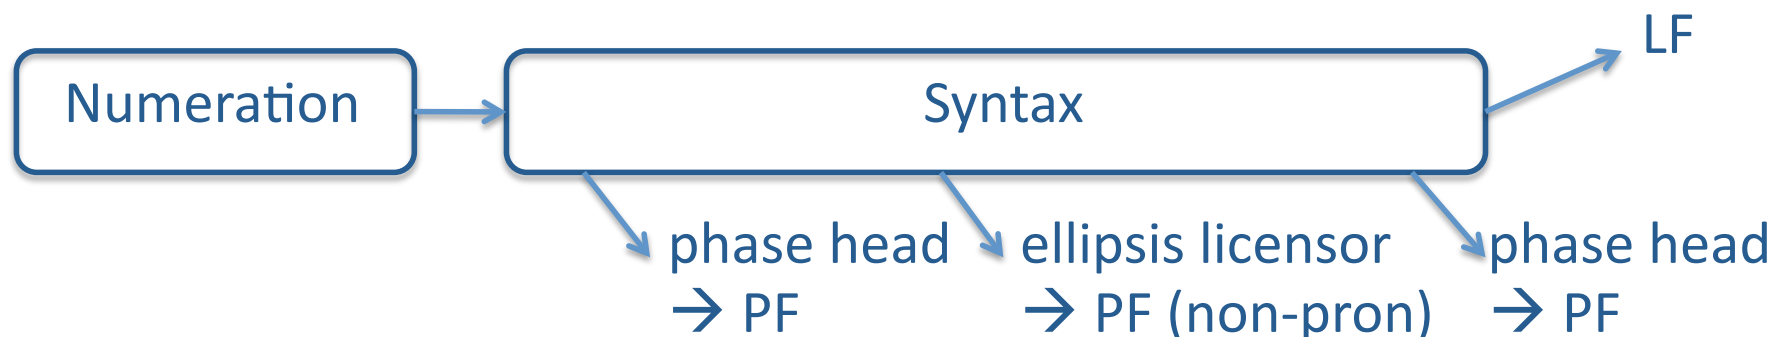 LF
Numeration
Syntax
phase head
→ PF
ellipsis licensor
→ PF (non-pron)
phase head
→ PF